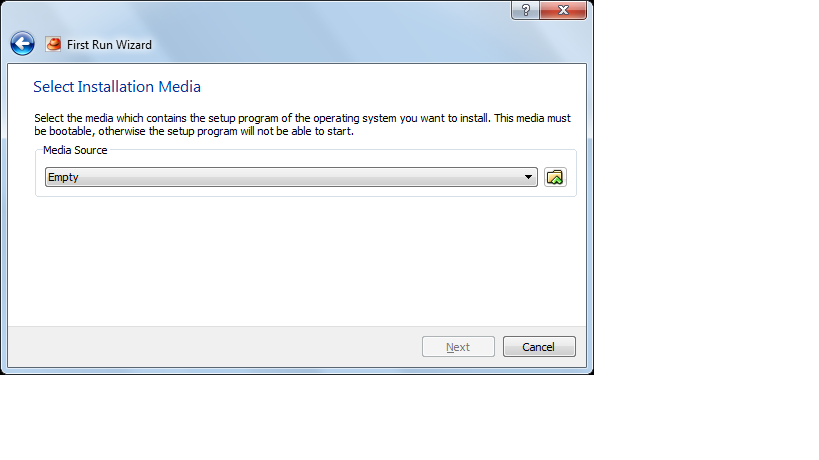 ?
First Run Wizard
Select Installation Media
Select the media which contains the setup program of the operating system you want to install. This media must
be bootable, otherwise the setup program will not be able to start.
Media Source
Empty
Next
Cancel